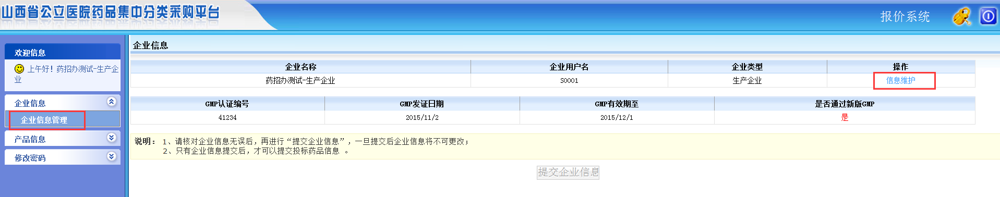 山西省公立医院药品集中分类采购平台
报价系统
欢迎信息
上午好！药招办测试-生产企
业
企业信息
企业信息管理
产品信息
修改密码
企业信息
企业名称 企业用户名 企业类型 操作
药招办测试-生产企业 S0001 生产企业 信息维护
GMP认证编号 GMP发证日期 GMP有效期至 是否通过新版GMP
41234 2015/11/2 2015/12/1 是
说明： 1、请核对企业信息无误后，再进行“提交企业信息”，一旦提交后企业信息将不可更改；
2、只有企业信息提交后，才可以提交投标药品信息 。
提交企业信息